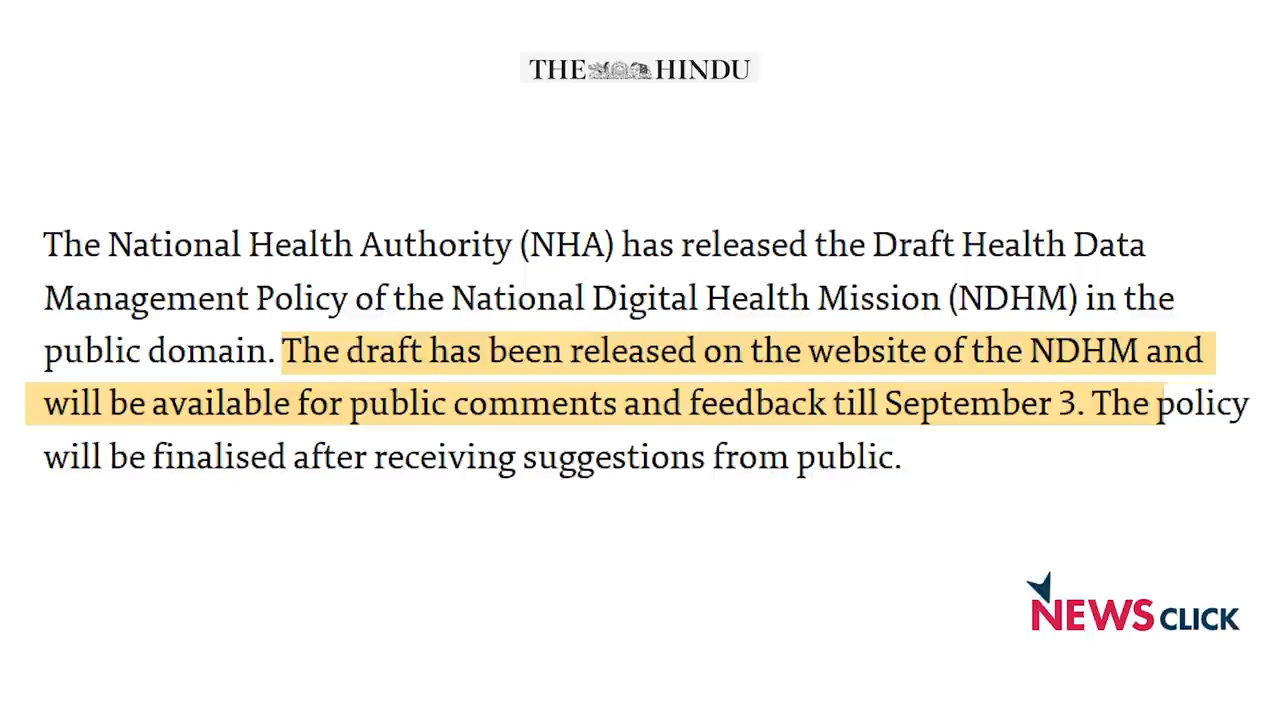 THE HINDU
The National Health Authority (NHA) has released the Draft Health Data
Management Policy of the National Digital Health Mission (NDHM) in the
public domain. The draft has been released on the website of the NDHM and
will be available for public comments and feedback till September 3. The policy
will be finalised after receiving suggestions from public.
NEWS CLICK